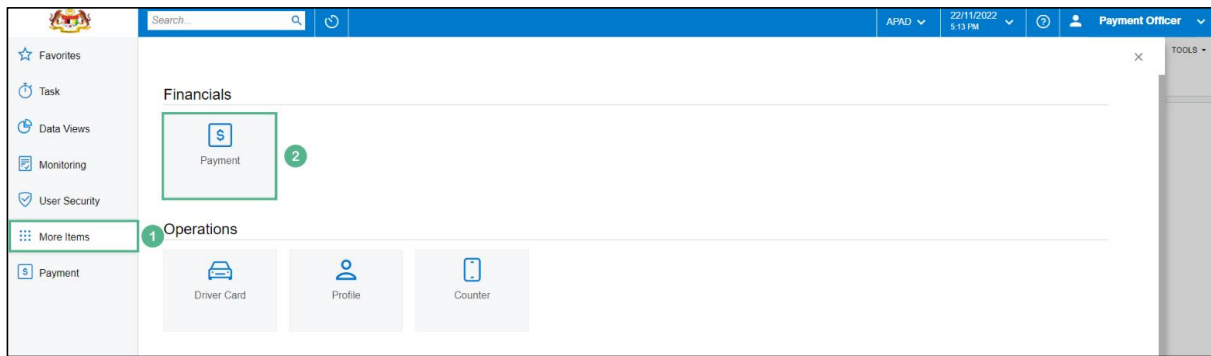 Search...
APAD
22/11/2022
5:13 PM
Payment Officer
TOOLS
Favorites
Task
Data Views
Monitoring
User Security
More Items
Payment
1
Financials
$
Payment
2
Operations
Driver Card
Profile
Counter